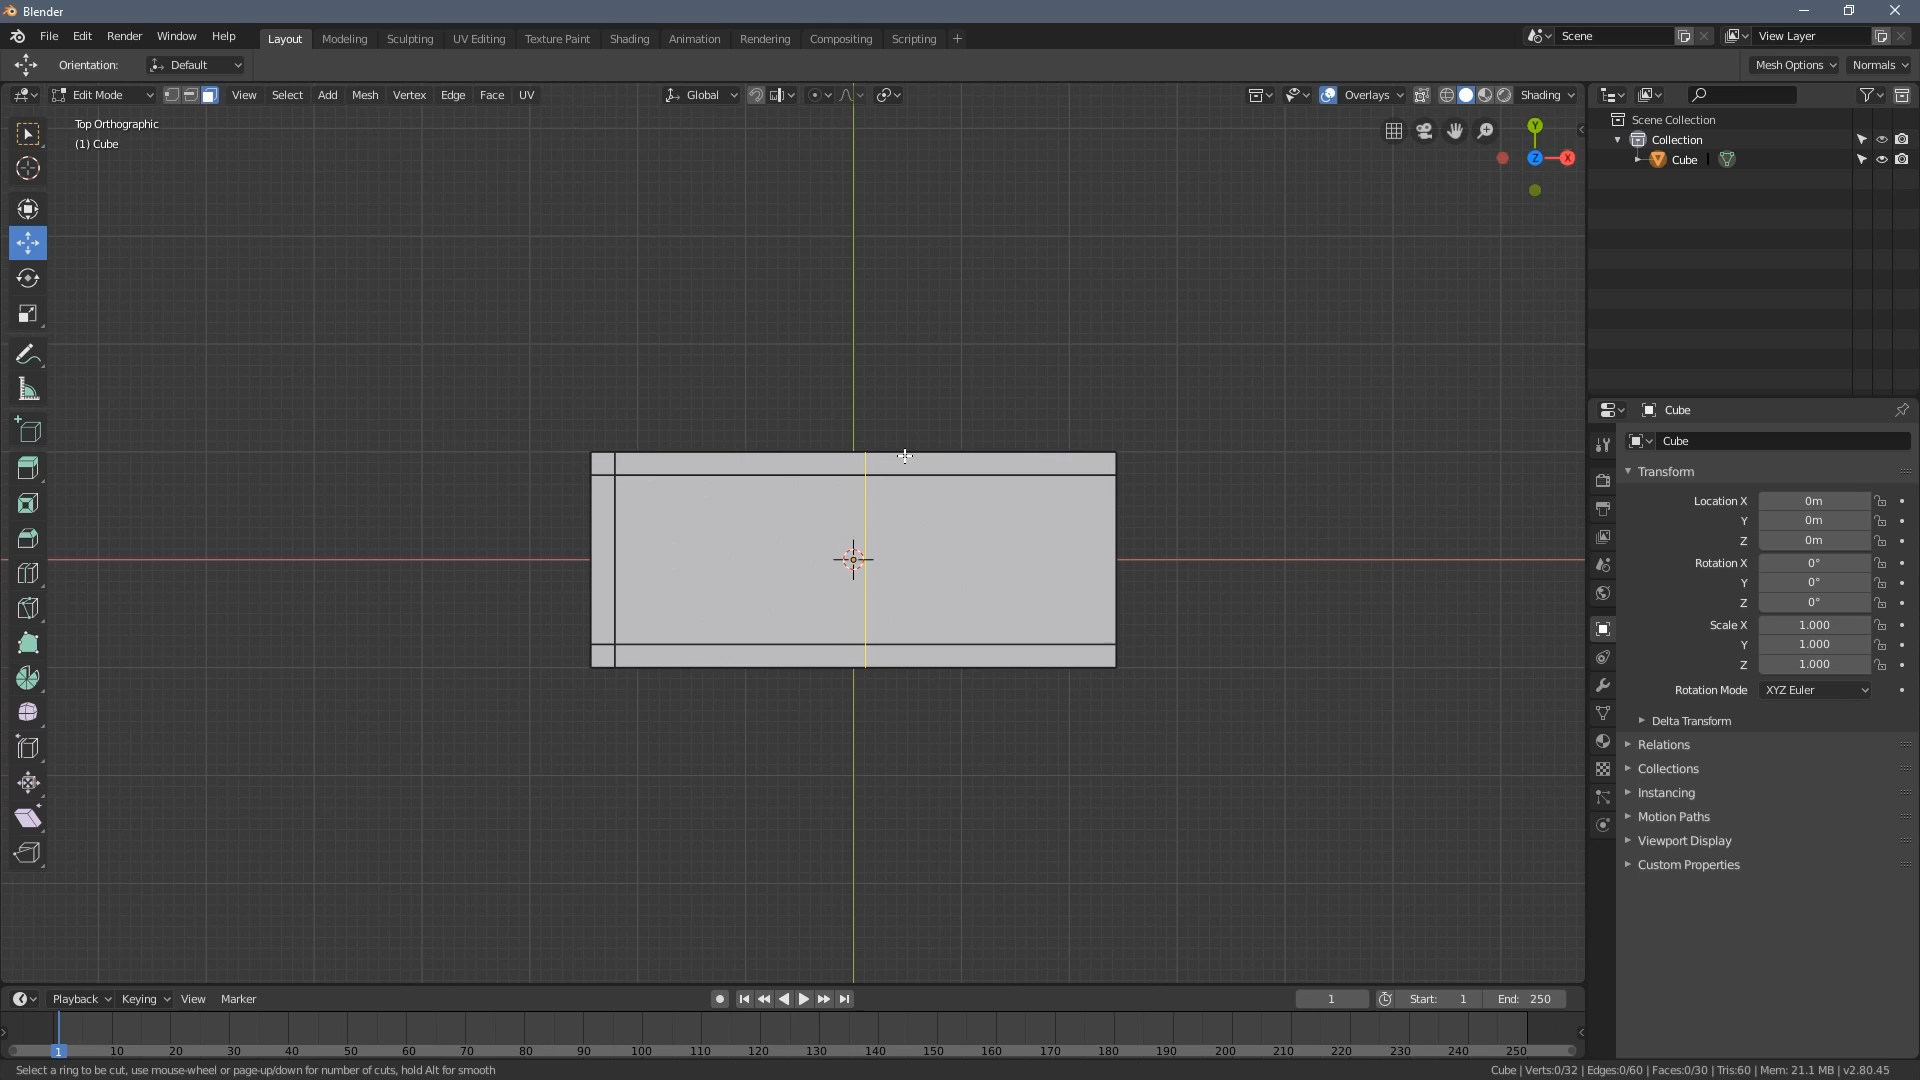 Blender
File Edit Render Window Help Layout Modeling Sculpting UV Editing Texture Paint Shading Animation Rendering Compositing Scripting + Scene View Layer
Orientation: Default Mesh Options Normals
Edit Mode View Select Add Mesh Vertex Edge Face UV Global Overlays Shading
Top Orthographic
(1) Cube
Y
Z X
Scene Collection
Collection
Cube
Cube
Cube
Transform
Location X 0m
Y 0m
Z 0m
Rotation X 0°
Y 0°
Z 0°
Scale X 1.000
Y 1.000
Z 1.000
Rotation Mode XYZ Euler
Delta Transform
Relations
Collections
Instancing
Motion Paths
Viewport Display
Custom Properties
Playback Keying View Marker 1 Start: 1 End: 250
1 10 20 30 40 50 60 70 80 90 100 110 120 130 140 150 160 170 180 190 200 210 220 230 240 250
Select a ring to be cut, use mouse-wheel or page-up/down for number of cuts, hold Alt for smooth
Cube | Verts:0/32 | Edges:0/60 | Faces:0/30 | Tris:60 | Mem: 21.1 MB | v2.80.45